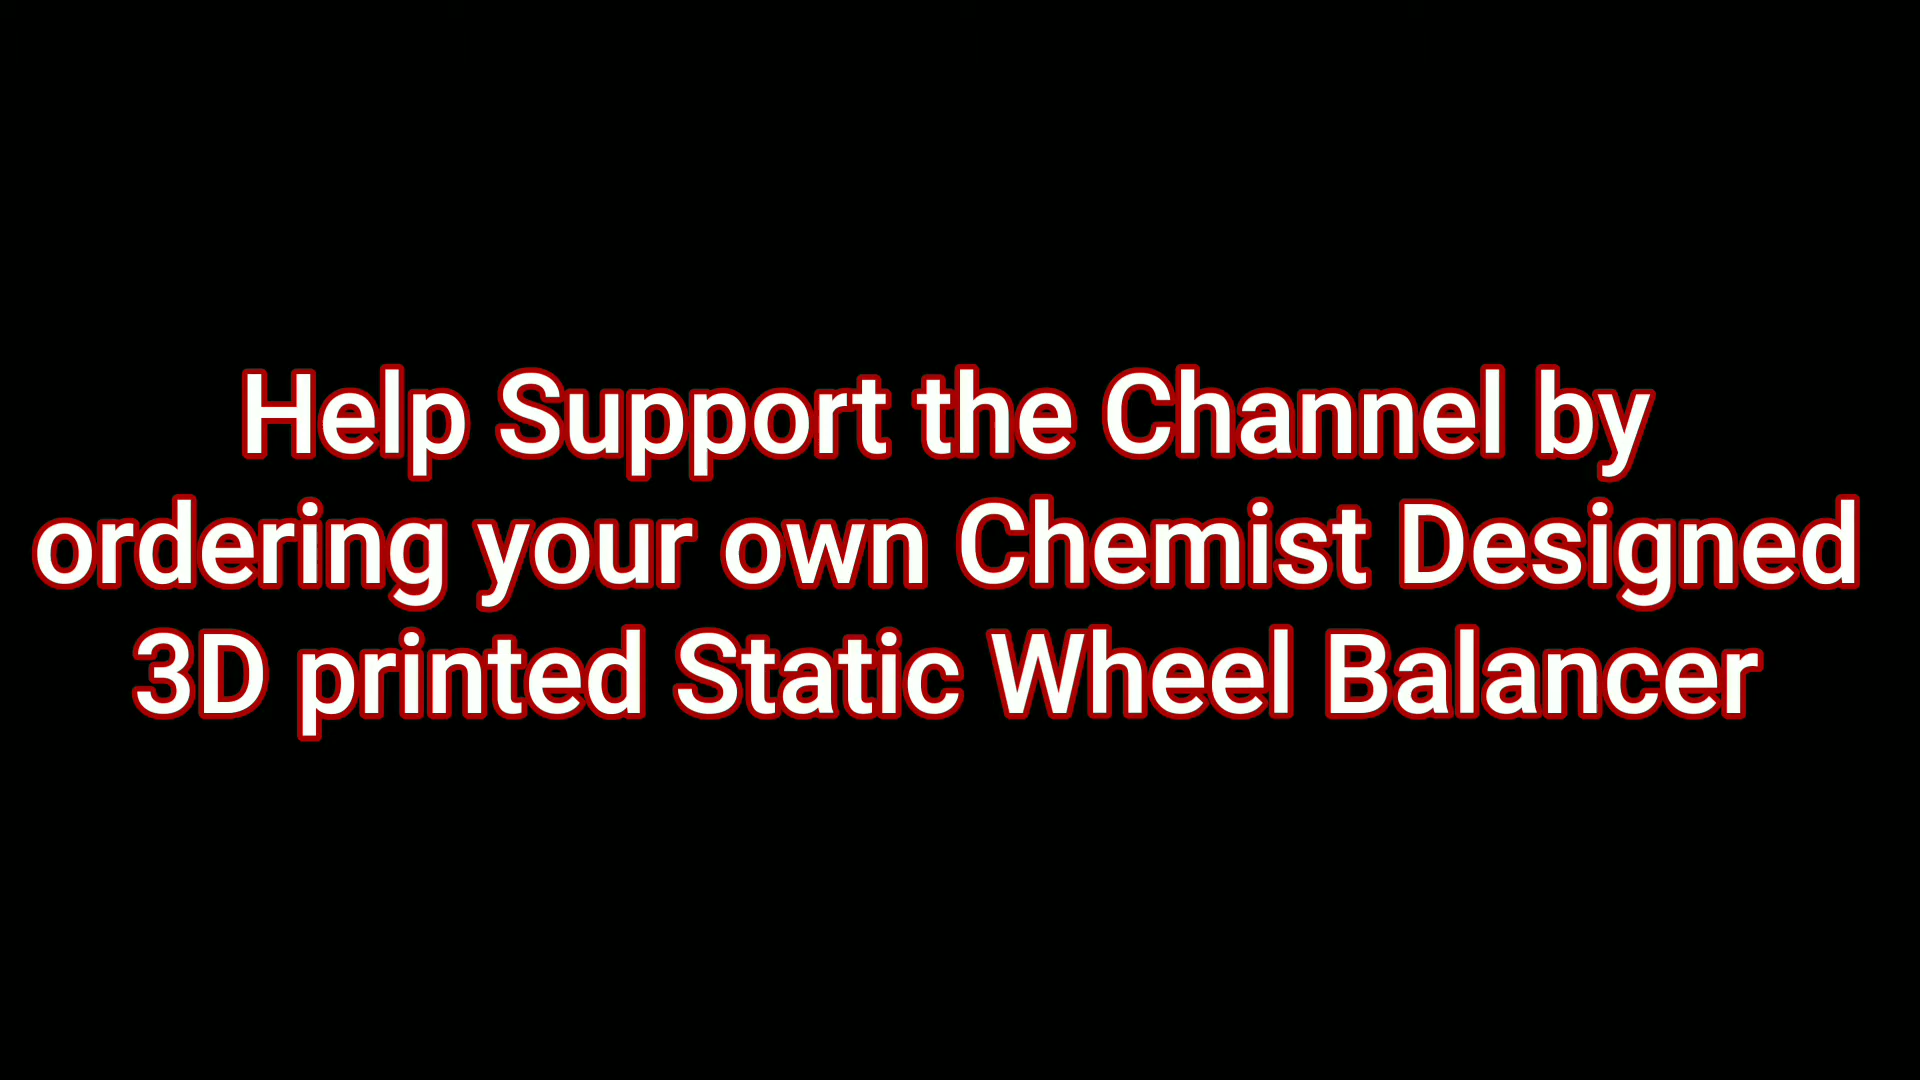 Help Support the Channel by
ordering your own Chemist Designed
3D printed Static Wheel Balancer